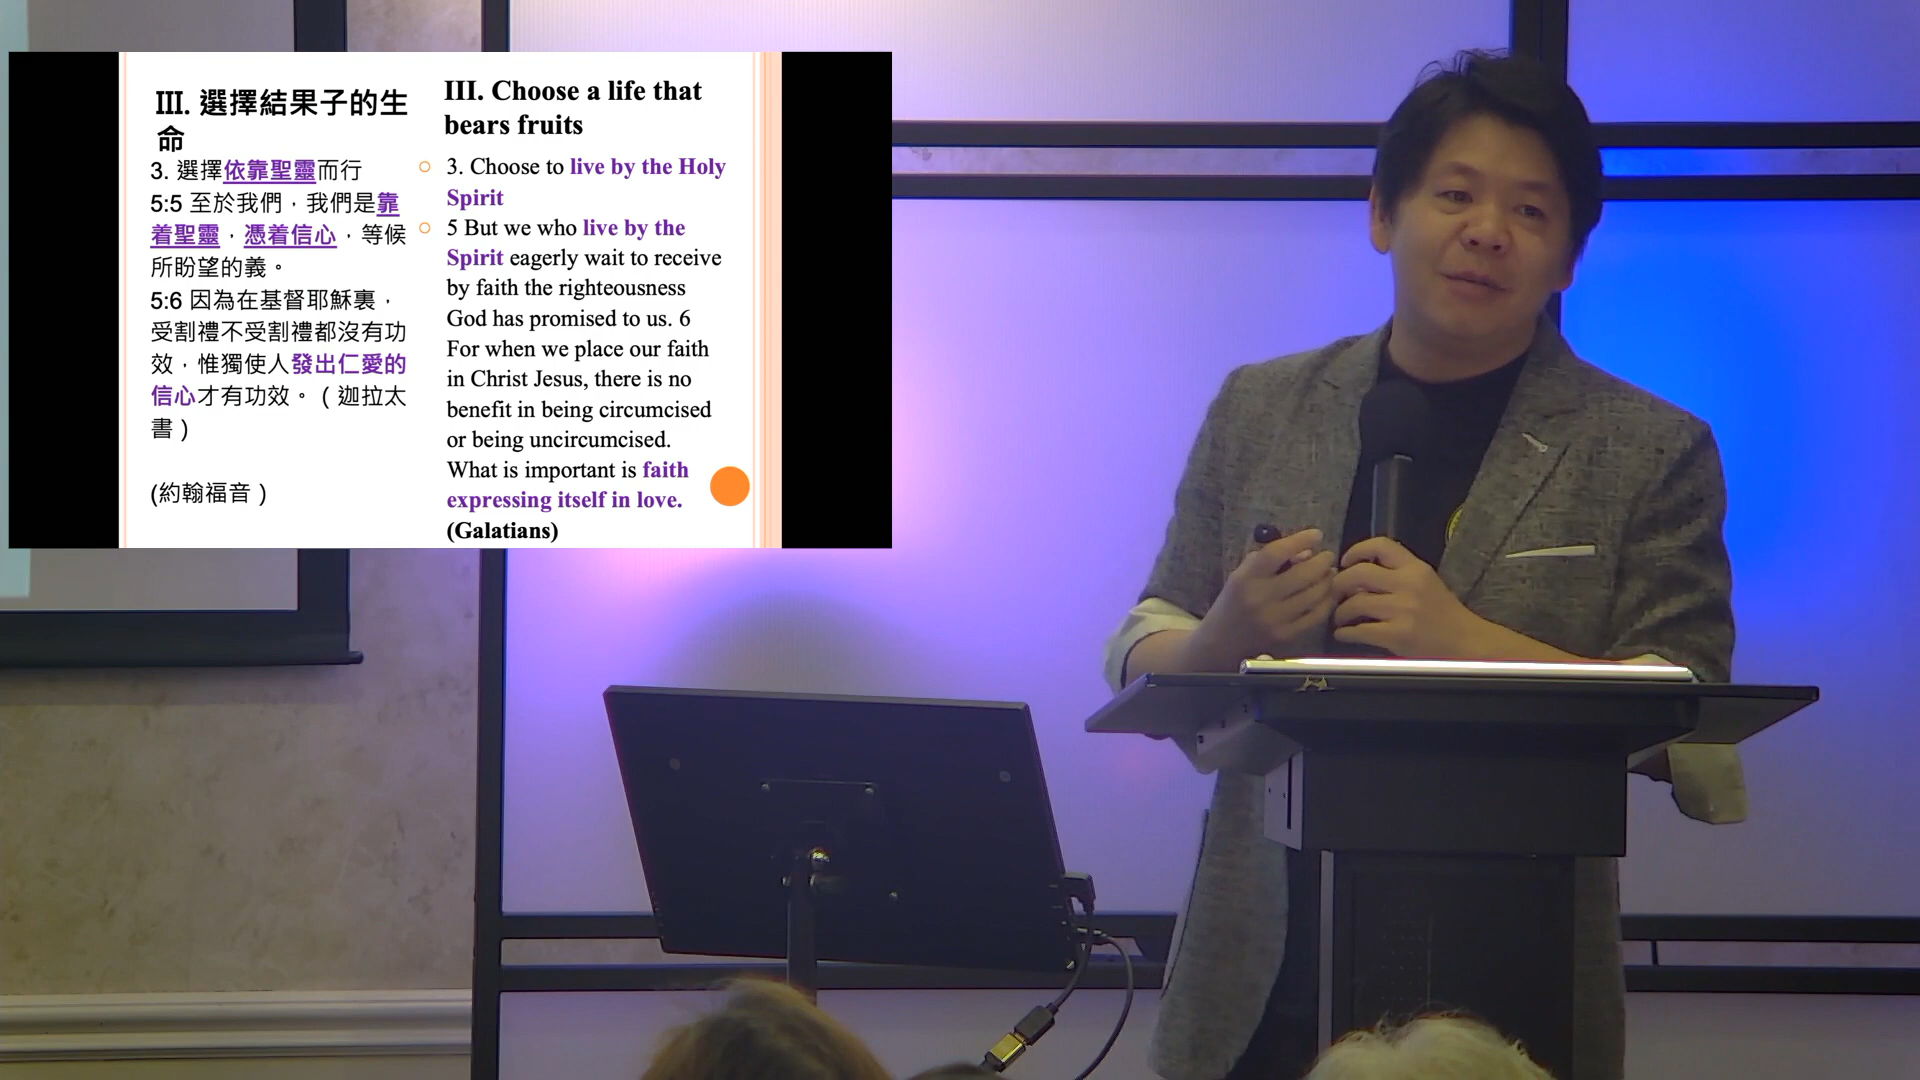 III. 選擇結果子的生
命
3. 選擇依靠聖靈而行
5:5 至於我們，我們是靠
着聖靈，憑着信心，等候
所盼望的義。
5:6 因為在基督耶穌裏，
受割禮不受割禮都沒有功
效，惟獨使人發出仁愛的
信心才有功效。（迦拉太
書）
(約翰福音）
III. Choose a life that
bears fruits
3. Choose to live by the Holy
Spirit
5 But we who live by the
Spirit eagerly wait to receive
by faith the righteousness
God has promised to us. 6
For when we place our faith
in Christ Jesus, there is no
benefit in being circumcised
or being uncircumcised.
What is important is faith
expressing itself in love.
(Galatians)